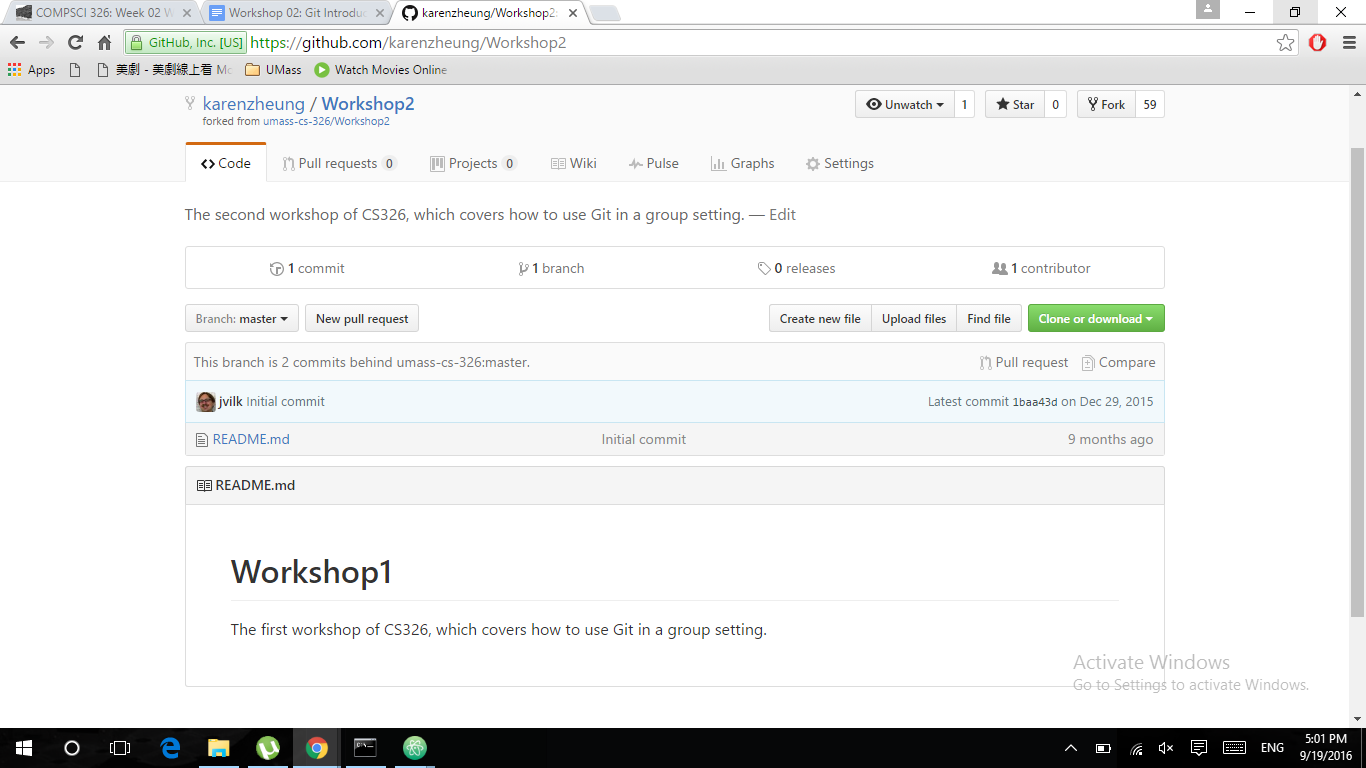 COMPSCI 326: Week 02 W
Workshop 02: Git Introduc
karenzheung/Workshop2:
GitHub, Inc. [US] https://github.com/karenzheung/Workshop2
Apps 美劇 - 美劇線上看 Mo UMass Watch Movies Online
karenzheung / Workshop2
Unwatch 1 Star 0 Fork 59
forked from umass-cs-326/Workshop2
Code Pull requests 0 Projects 0 Wiki Pulse Graphs Settings
The second workshop of CS326, which covers how to use Git in a group setting. — Edit
1 commit 1 branch 0 releases 1 contributor
Branch: master New pull request Create new file Upload files Find file Clone or download
This branch is 2 commits behind umass-cs-326:master. Pull request Compare
jvilk Initial commit Latest commit 1baa43d on Dec 29, 2015
README.md Initial commit 9 months ago
README.md
Workshop1
The first workshop of CS326, which covers how to use Git in a group setting.
Activate Windows
Go to Settings to activate Windows.
ENG 5:01 PM
9/19/2016